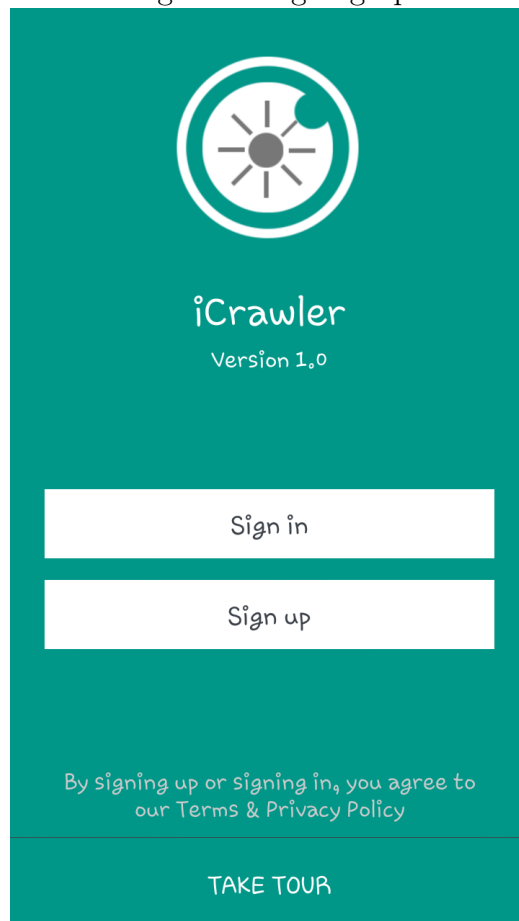 iCrawler
Version 1.0
Sign in
Sign up
By signing up or signing in, you agree to
our Terms & Privacy Policy
TAKE TOUR